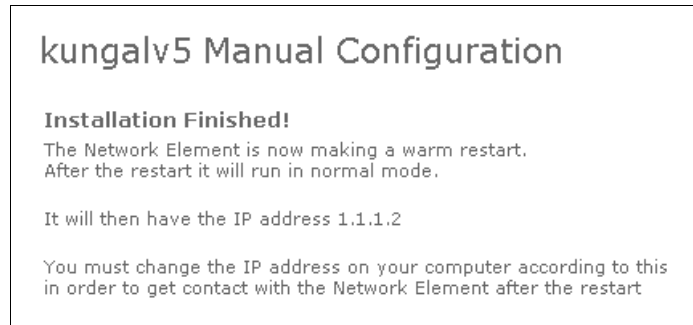 kungalv5 Manual Configuration
Installation Finished!
The Network Element is now making a warm restart.
After the restart it will run in normal mode.
It will then have the IP address 1.1.1.2
You must change the IP address on your computer according to this
in order to get contact with the Network Element after the restart